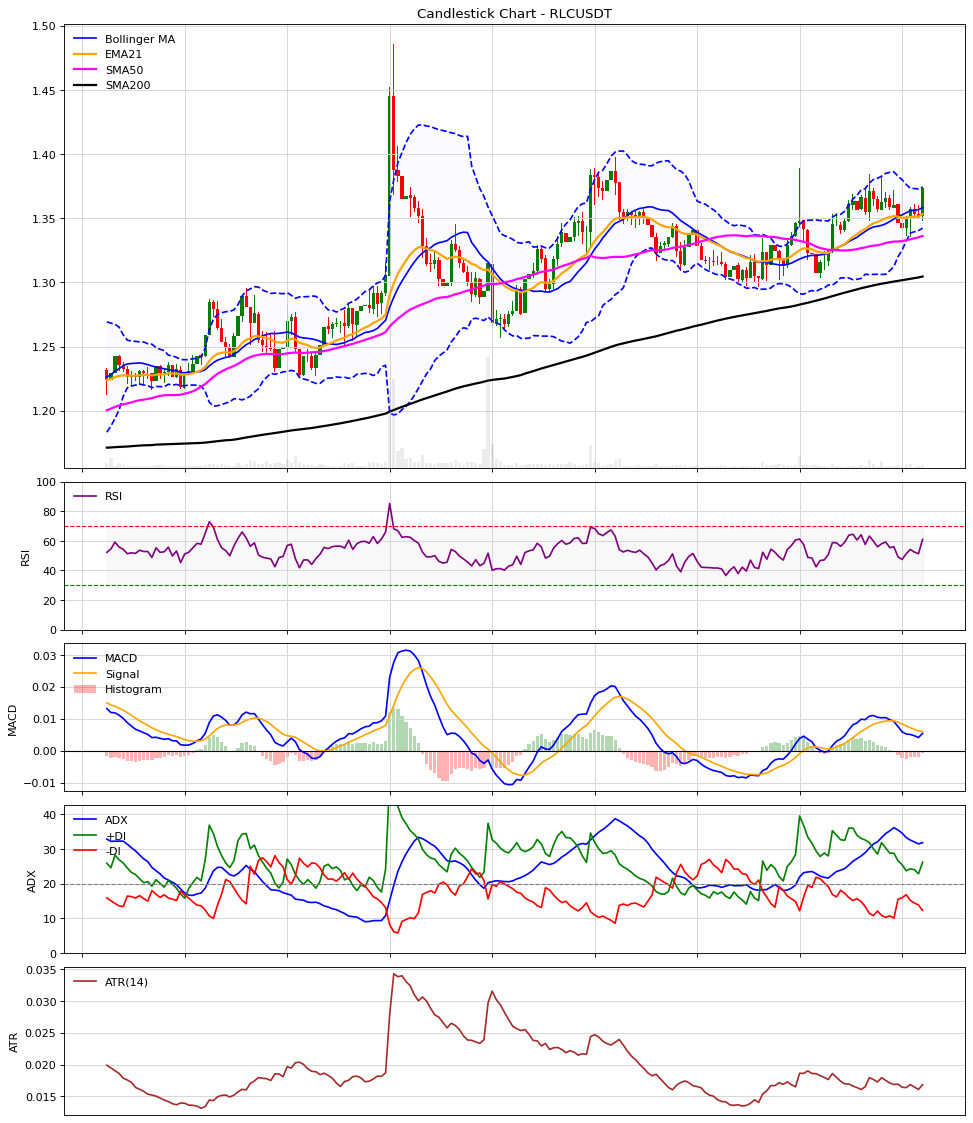 Candlestick Chart - RLCUSDT
1.50
1.45
1.40
1.35
1.30
1.25
1.20
Bollinger MA
EMA21
SMA50
SMA200
100
80
60
40
20
0
RSI
RSI
0.03
0.02
0.01
0.00
−0.01
MACD
MACD
Signal
Histogram
40
30
20
10
0
ADX
ADX
+DI
-DI
0.035
0.030
0.025
0.020
0.015
ATR
ATR(14)